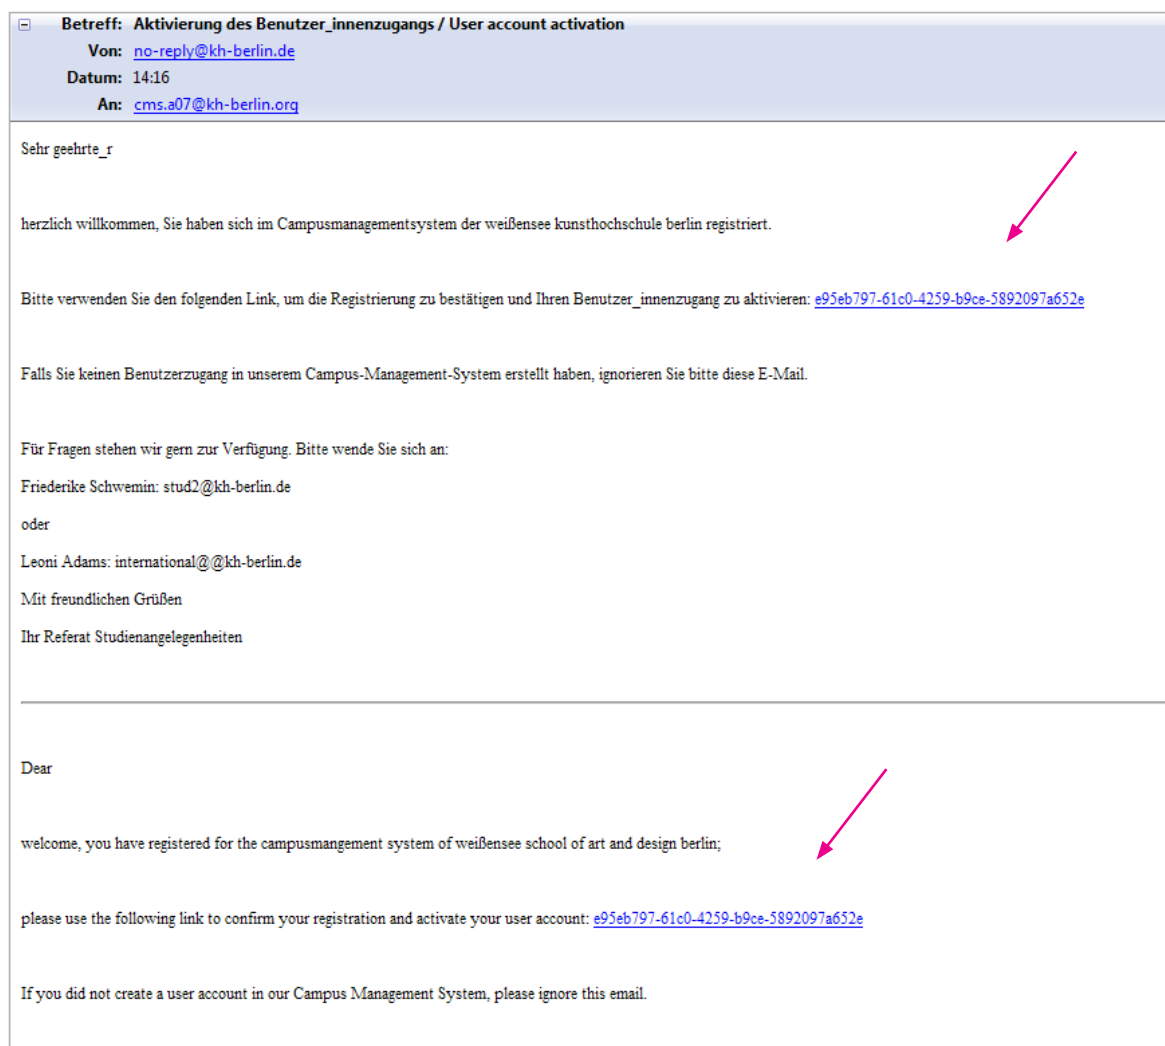 Betreff: Aktivierung des Benutzer_innenzugangs / User account activation
Von: no-reply@kh-berlin.de
Datum: 14:16
An: cms.a07@kh-berlin.org
Sehr geehrte_r
herzlich willkommen, Sie haben sich im Campusmanagementsystem der weißensee kunsthochschule berlin registriert.
Bitte verwenden Sie den folgenden Link, um die Registrierung zu bestätigen und Ihren Benutzer_innenzugang zu aktivieren: e95eb797-61c0-4259-b9ce-5892097a652e
Falls Sie keinen Benutzerzugang in unserem Campus-Management-System erstellt haben, ignorieren Sie bitte diese E-Mail.
Für Fragen stehen wir gern zur Verfügung. Bitte wende Sie sich an:
Friederike Schwemin: stud2@kh-berlin.de
oder
Leoni Adams: international@@kh-berlin.de
Mit freundlichen Grüßen
Ihr Referat Studienangelegenheiten
Dear
welcome, you have registered for the campusmangement system of weißensee school of art and design berlin;
please use the following link to confirm your registration and activate your user account: e95eb797-61c0-4259-b9ce-5892097a652e
If you did not create a user account in our Campus Management System, please ignore this email.